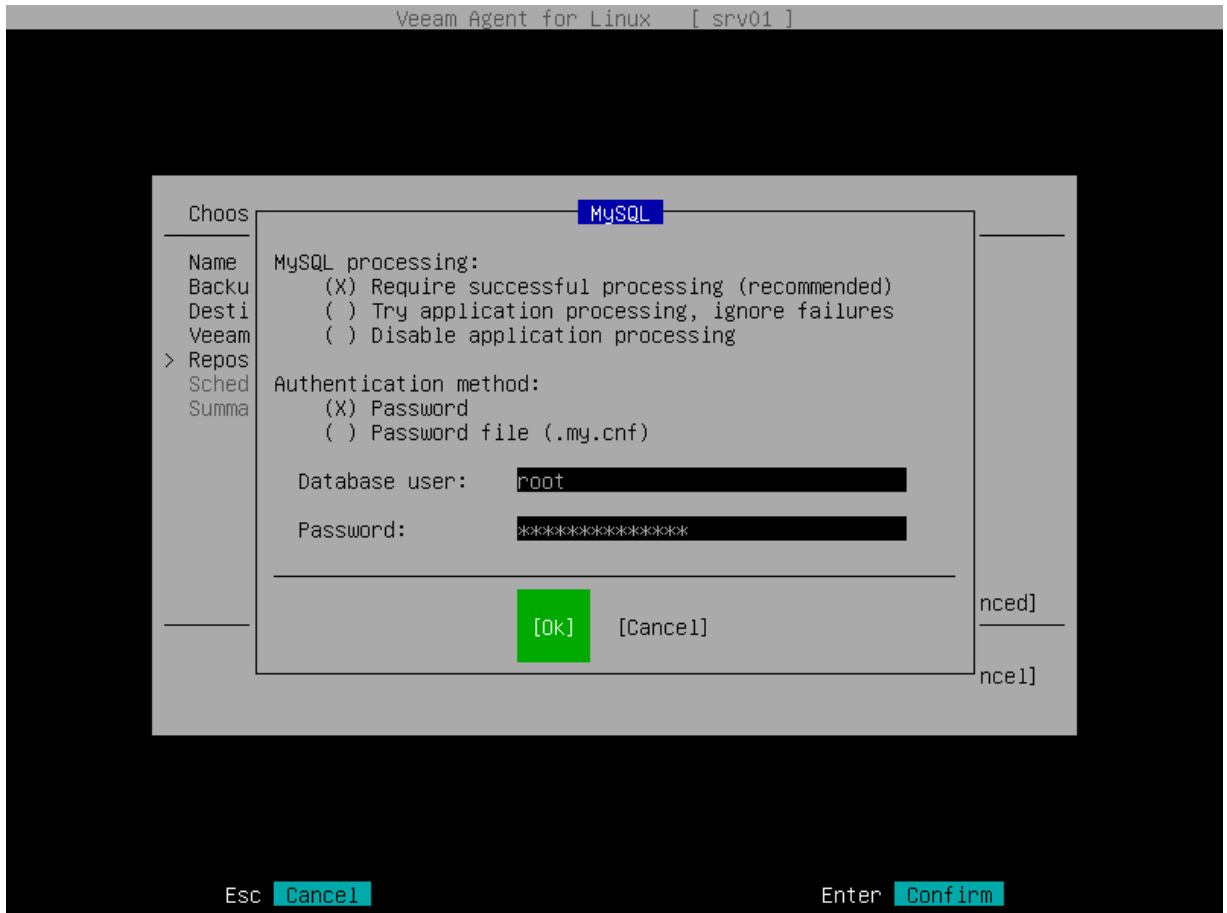 Veeam Agent for Linux [ srv01 ]
Choos
MySQL
Name
Backu
Desti
Veeam
> Repos
Sched
Summa
MySQL processing:
(X) Require successful processing (recommended)
( ) Try application processing, ignore failures
( ) Disable application processing
Authentication method:
(X) Password
( ) Password file (.my.cnf)
Database user: root
Password: **************
[Ok] [Cancel]
nced]
ncel]
Esc Cancel Enter Confirm